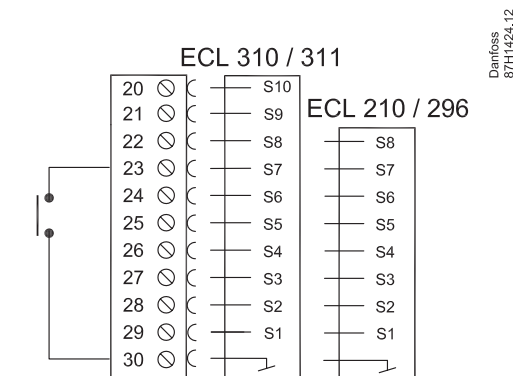 Danfoss
87H1424.12
ECL 310 / 311
ECL 210 / 296
20 S10
21 S9
22 S8 S8
23 S7 S7
24 S6 S6
25 S5 S5
26 S4 S4
27 S3 S3
28 S2 S2
29 S1 S1
30